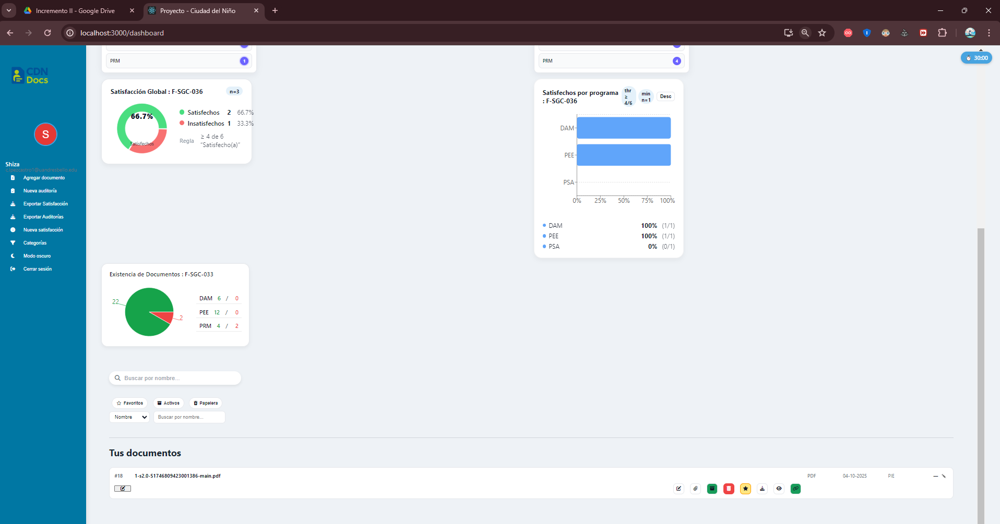 Incremento II - Google Drive
Proyecto - Ciudad del Niño
localhost:3000/dashboard
30:00
CDN
Docs
S
Shiza
c.lpezcastro1@uandresbello.edu
Agregar documento
Nueva auditoría
Exportar Satisfacción
Exportar Auditorías
Nueva satisfacción
Categorías
Modo oscuro
Cerrar sesión
PRM 1
PRM 4
Satisfacción Global : F-SGC-036 n=3
66.7%
Satisfechos
Satisfechos 2 66.7%
Insatisfechos 1 33.3%
Regla ≥ 4 de 6
“Satisfecho(a)”
Satisfechos por programa
: F-SGC-036
thr
≥
4/6
min
n=1
Desc
DAM
PEE
PSA
0% 25% 50% 75% 100%
DAM 100% (1/1)
PEE 100% (1/1)
PSA 0% (0/1)
Existencia de Documentos : F-SGC-033
22
2
DAM 6 / 0
PEE 12 / 0
PRM 4 / 2
Buscar por nombre...
Favoritos Activos Papelera
Nombre Buscar por nombre...
Tus documentos
#18 1-s2.0-S1746809423001386-main.pdf PDF 04-10-2025 PIE —